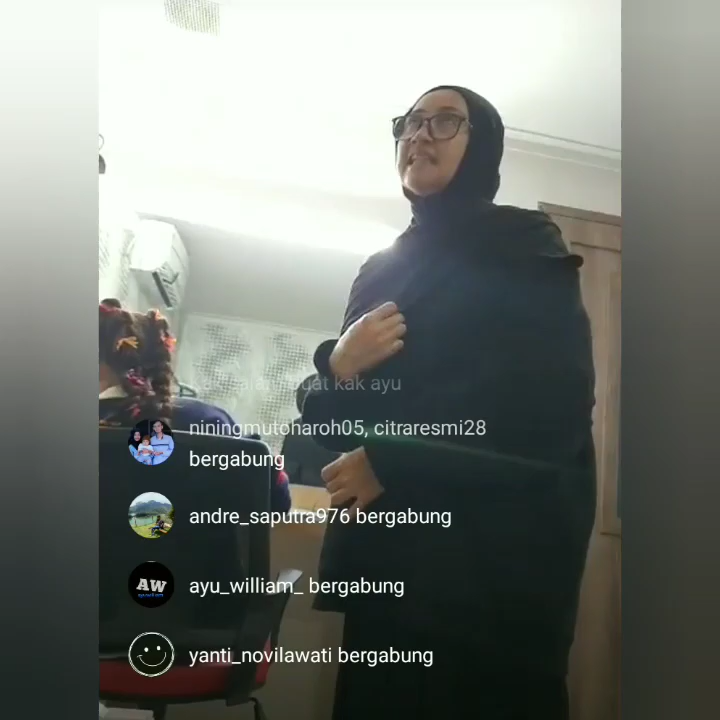 buat kak ayu
niningmutoharoh05, citraresmi28
bergabung
andre_saputra976 bergabung
AW
ayu_william_ bergabung
yanti_novilawati bergabung